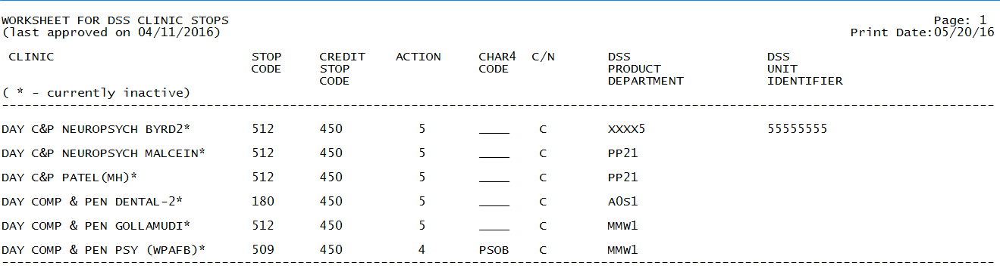 WORKSHEET FOR DSS CLINIC STOPS Page: 1
(last approved on 04/11/2016) Print Date:05/20/16
CLINIC STOP CREDIT ACTION CHAR4 C/N DSS DSS
CODE STOP CODE PRODUCT UNIT
CODE DEPARTMENT IDENTIFIER
( * - currently inactive)
DAY C&P NEUROPSYCH BYRD2* 512 450 5 ____ C XXXX5 55555555
DAY C&P NEUROPSYCH MALCEIN* 512 450 5 ____ C PP21
DAY C&P PATEL(MH)* 512 450 5 ____ C PP21
DAY COMP & PEN DENTAL-2* 180 450 5 ____ C A0S1
DAY COMP & PEN GOLLAMUDI* 512 450 5 ____ C MMW1
DAY COMP & PEN PSY (WPAFB)* 509 450 4 PSOB C MMW1